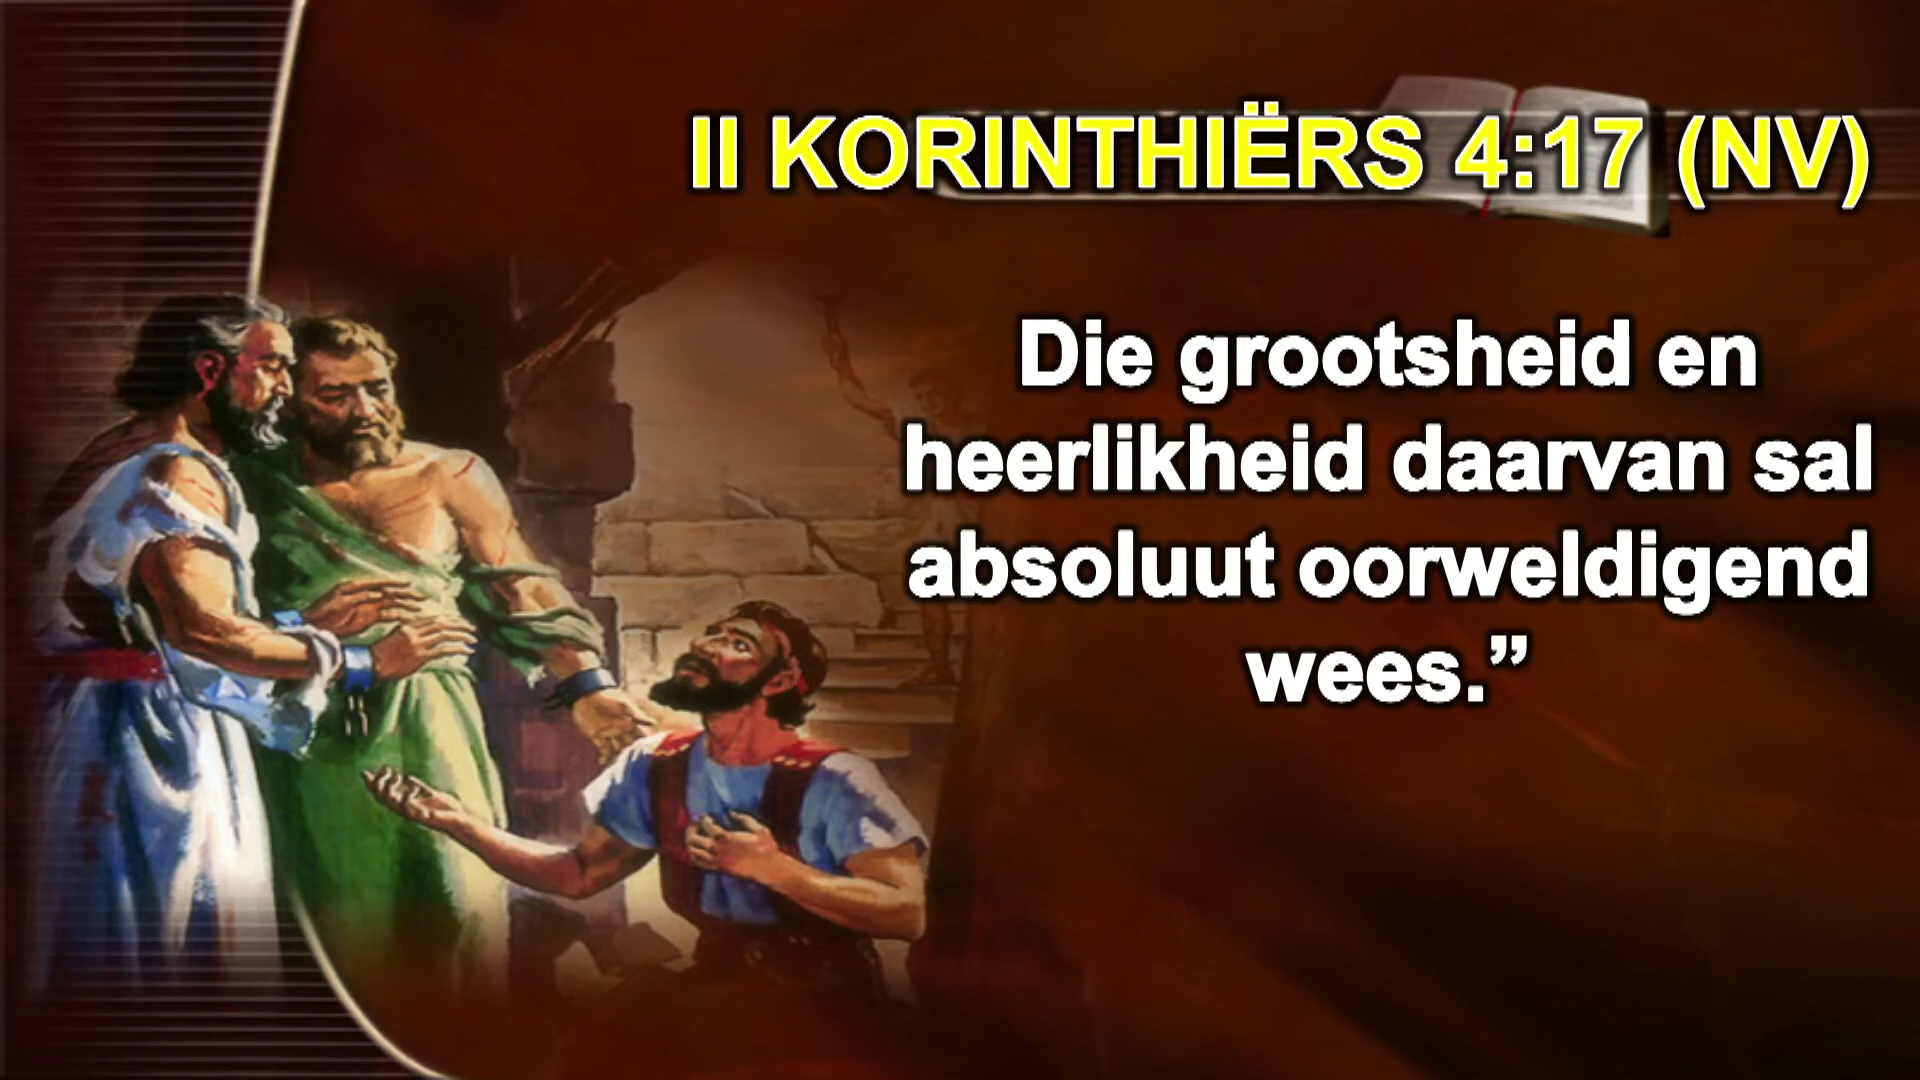 II KORINTHIËRS 4:17 (NV)
Die grootsheid en
heerlikheid daarvan sal
absoluut oorweldigend
wees.”